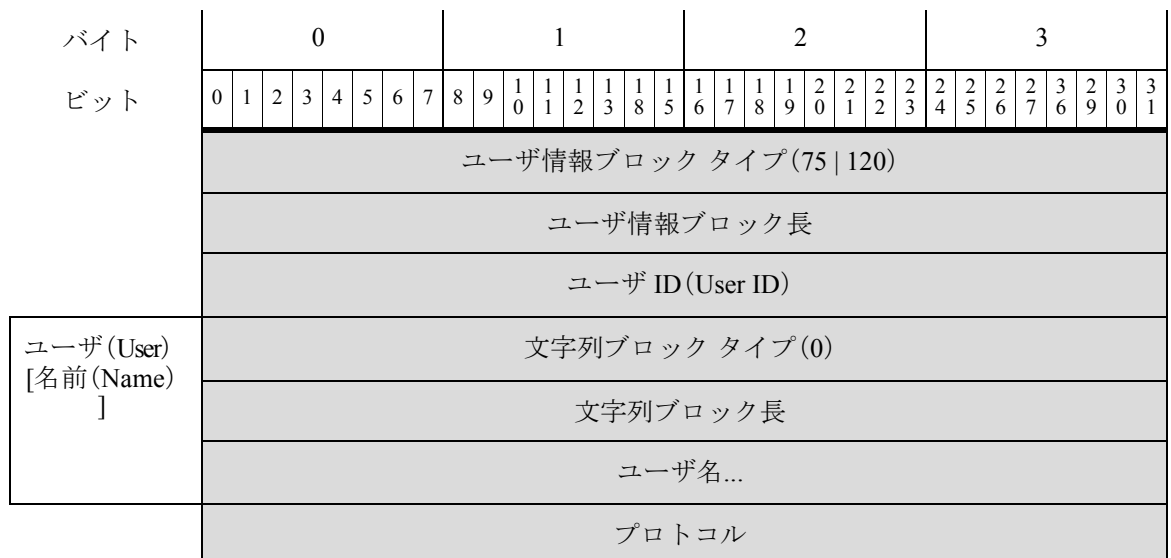 バイト 0 1 2 3
ビット 0 1 2 3 4 5 6 7 8 9 10 11 12 13 18 15 16 17 18 19 20 21 22 23 24 25 26 27 36 29 30 31
ユーザ情報ブロック タイプ(75 | 120)
ユーザ情報ブロック長
ユーザ ID(User ID)
ユーザ(User)
[名前(Name)
]
文字列ブロック タイプ(0)
文字列ブロック長
ユーザ名...
プロトコル